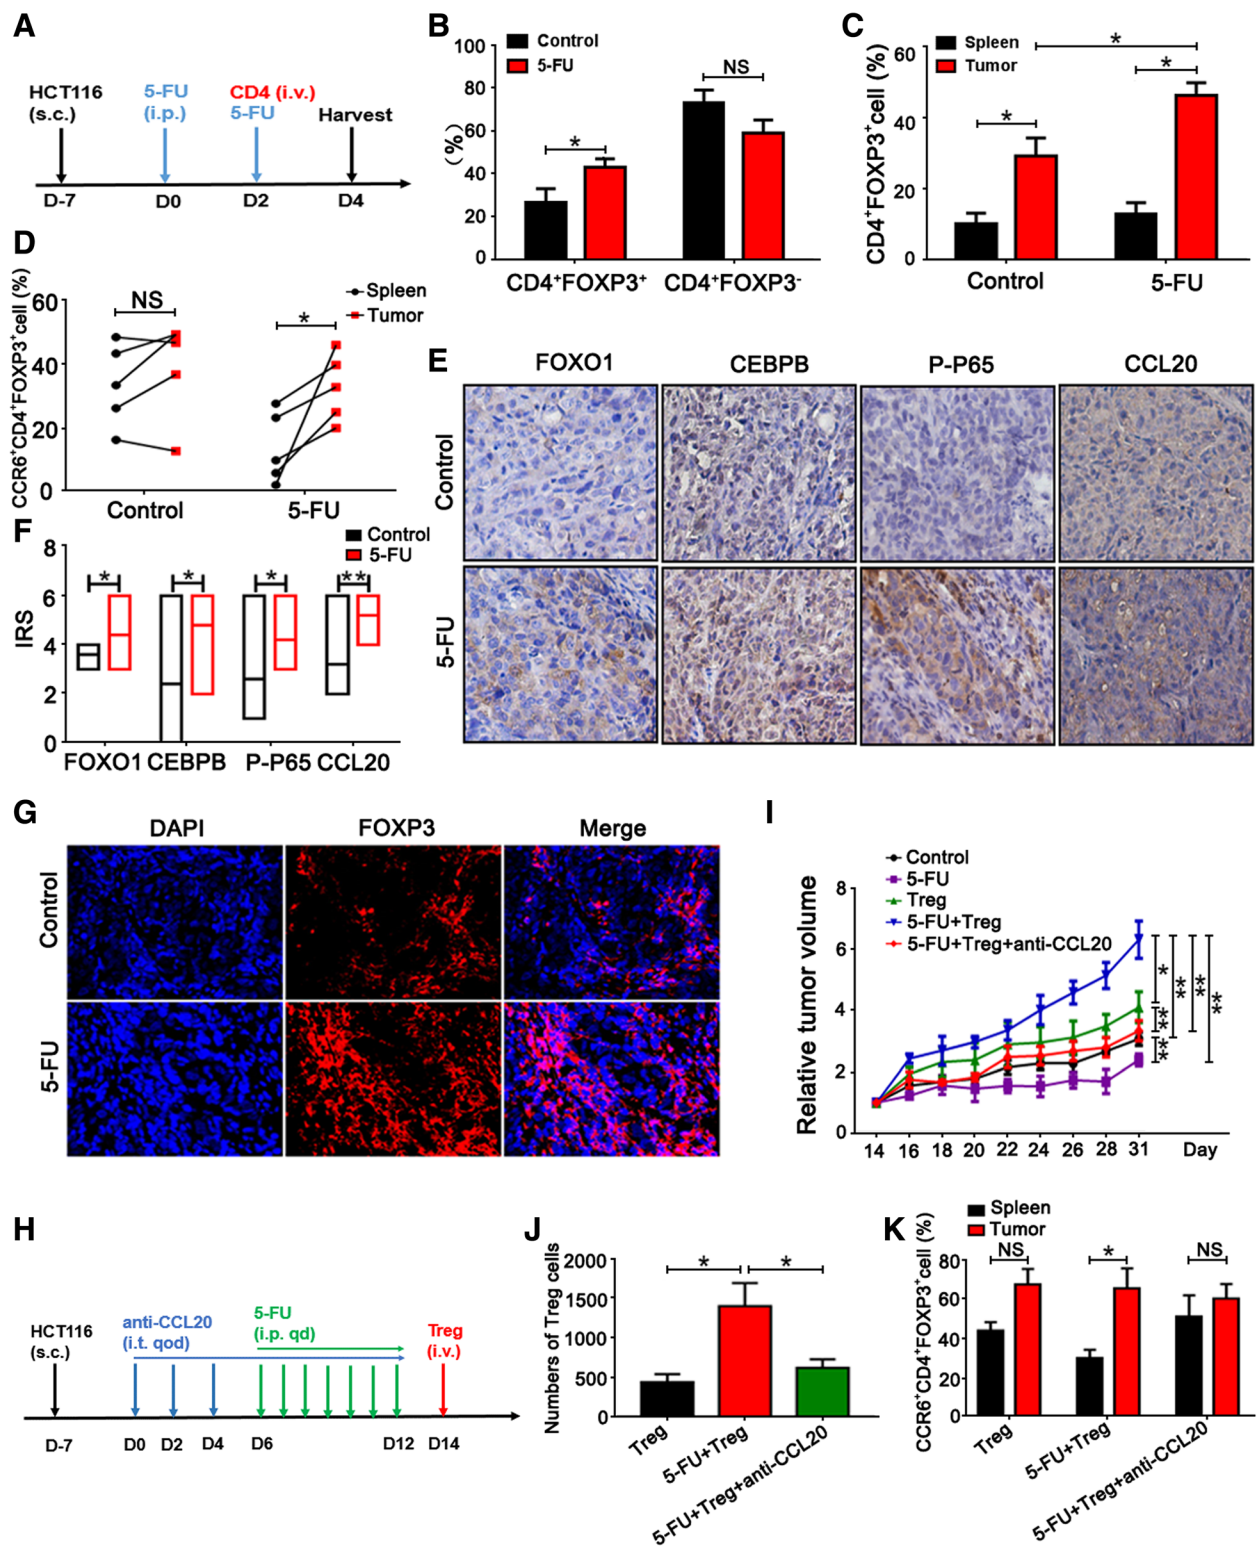 A
HCT116
(s.c.)
5-FU
(i.p.)
CD4 (i.v.)
5-FU
Harvest
D-7
D0
D2
D4
B
Control
5-FU
(%)
100
80
60
40
20
0
*
NS
CD4+FOXP3+
CD4+FOXP3-
C
Spleen
Tumor
CD4+FOXP3+cell (%)
60
40
20
0
*
*
*
Control
5-FU
D
CCR6+CD4+FOXP3+cell (%)
60
40
20
0
NS
*
Spleen
Tumor
Control
5-FU
E
FOXO1
CEBPB
P-P65
CCL20
Control
5-FU
F
Control
5-FU
IRS
8
6
4
2
0
*
*
*
**
FOXO1
CEBPB
P-P65
CCL20
G
DAPI
FOXP3
Merge
Control
5-FU
I
Control
5-FU
Treg
5-FU+Treg
5-FU+Treg+anti-CCL20
Relative tumor volume
8
6
4
2
0
14
16
18
20
22
24
26
28
31
Day
*
**
**
**
**
**
H
HCT116
(s.c.)
anti-CCL20
(i.t. qod)
5-FU
(i.p. qd)
Treg
(i.v.)
D-7
D0
D2
D4
D6
D12
D14
J
Numbers of Treg cells
2000
1500
1000
500
0
*
*
Treg
5-FU+Treg
5-FU+Treg+anti-CCL20
K
Spleen
Tumor
CCR6+CD4+FOXP3+cell (%)
80
60
40
20
0
NS
*
NS
Treg
5-FU+Treg
5-FU+Treg+anti-CCL20